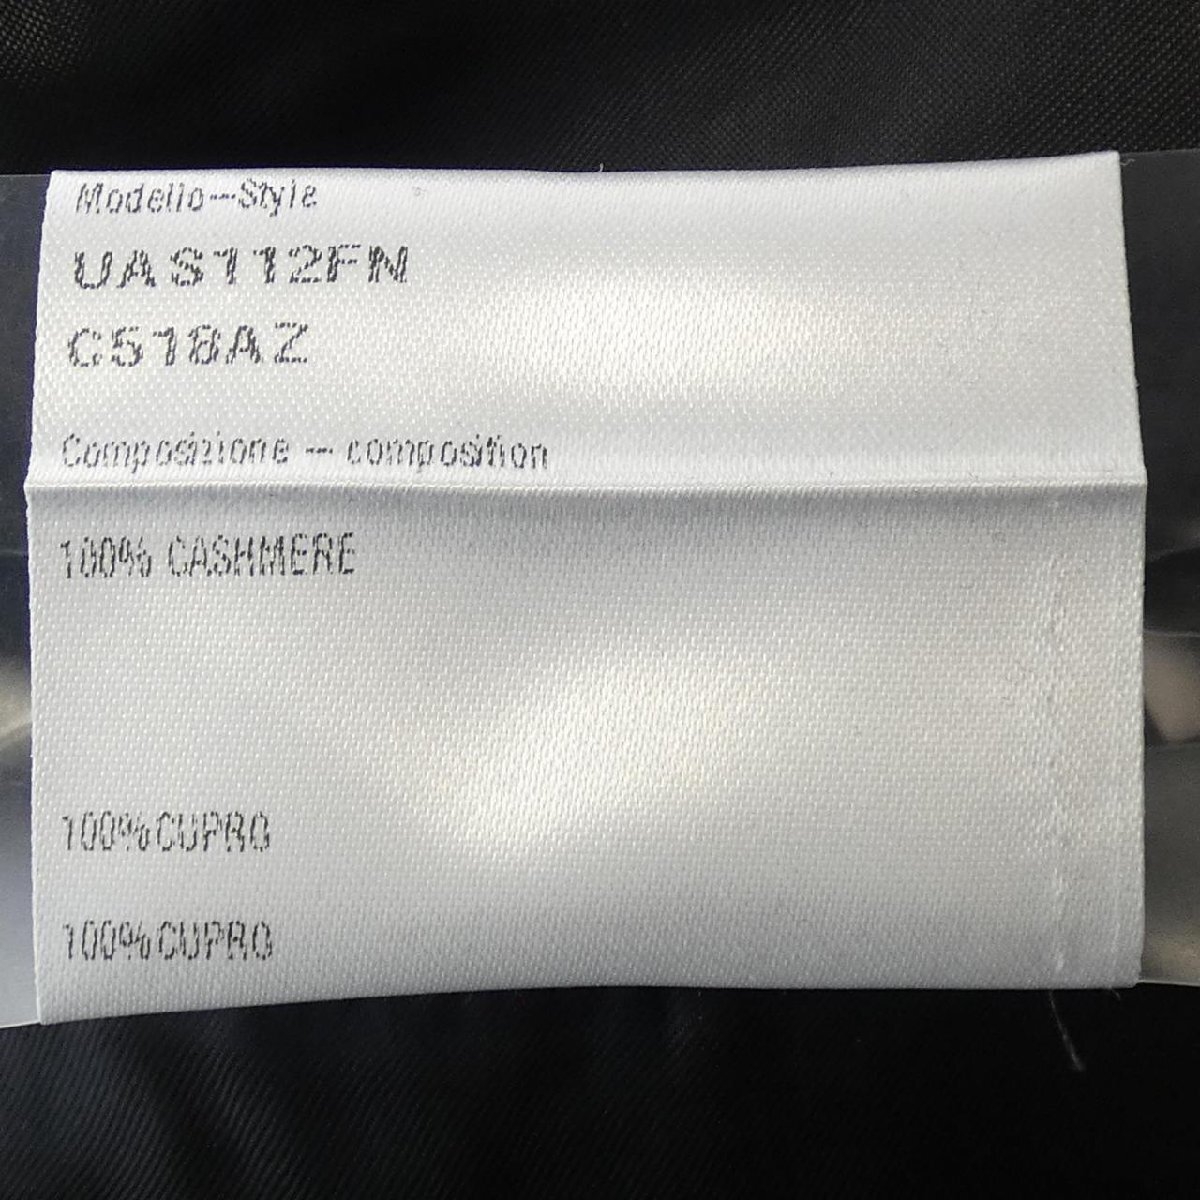 Modello--Style
UAS112FN
C518AZ
Composizione -- composition
100% CASHMERE
100%CUPRO
100%CUPRO